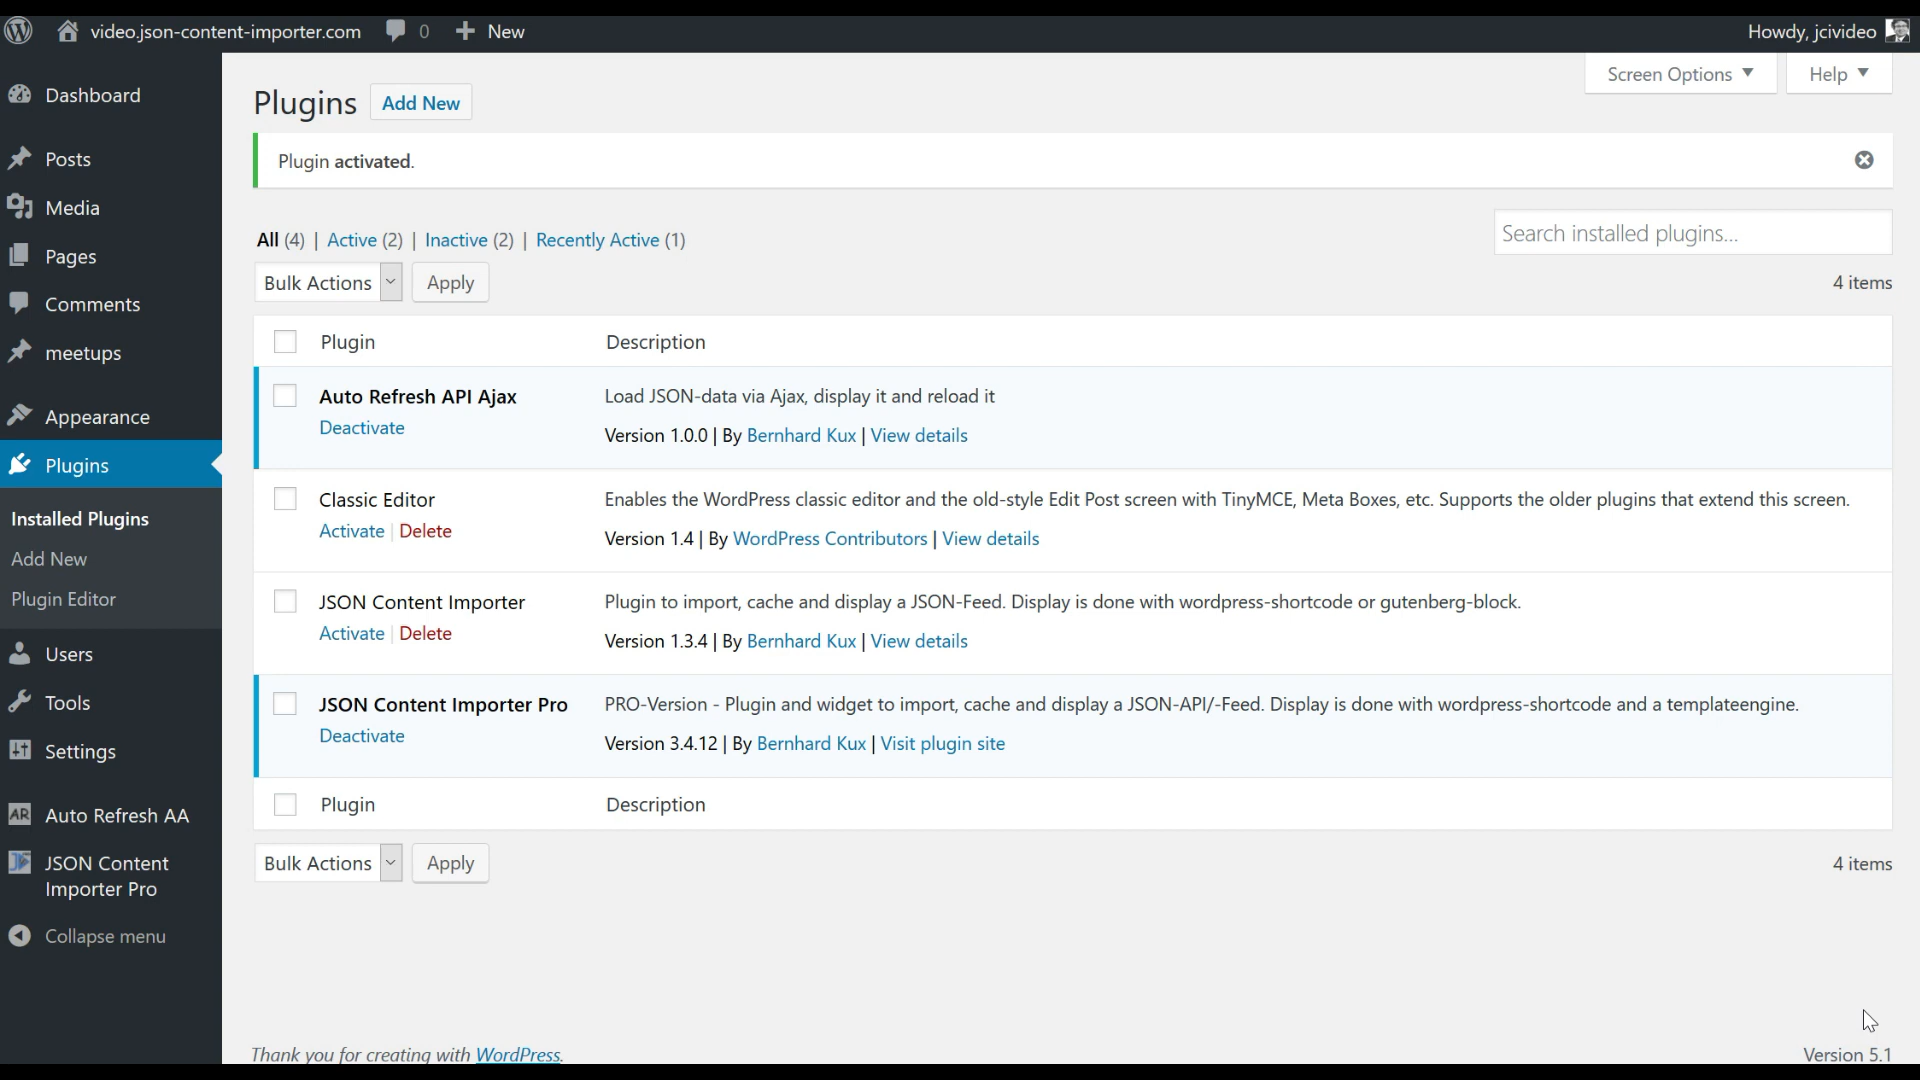 video.json-content-importer.com 0 New Howdy, jcivideo
Screen Options Help
Dashboard
Posts
Media
Pages
Comments
meetups
Appearance
Plugins
Installed Plugins
Add New
Plugin Editor
Users
Tools
Settings
AR Auto Refresh AA
JSON Content
Importer Pro
Collapse menu
Plugins Add New
Plugin activated.
All (4) | Active (2) | Inactive (2) | Recently Active (1)
Search installed plugins...
Bulk Actions Apply 4 items
Plugin Description
Auto Refresh API Ajax Load JSON-data via Ajax, display it and reload it
Deactivate
Version 1.0.0 | By Bernhard Kux | View details
Classic Editor Enables the WordPress classic editor and the old-style Edit Post screen with TinyMCE, Meta Boxes, etc. Supports the older plugins that extend this screen.
Activate | Delete
Version 1.4 | By WordPress Contributors | View details
JSON Content Importer Plugin to import, cache and display a JSON-Feed. Display is done with wordpress-shortcode or gutenberg-block.
Activate | Delete
Version 1.3.4 | By Bernhard Kux | View details
JSON Content Importer Pro PRO-Version - Plugin and widget to import, cache and display a JSON-API/-Feed. Display is done with wordpress-shortcode and a templateengine.
Deactivate
Version 3.4.12 | By Bernhard Kux | Visit plugin site
Plugin Description
Bulk Actions Apply 4 items
Thank you for creating with WordPress. Version 5.1